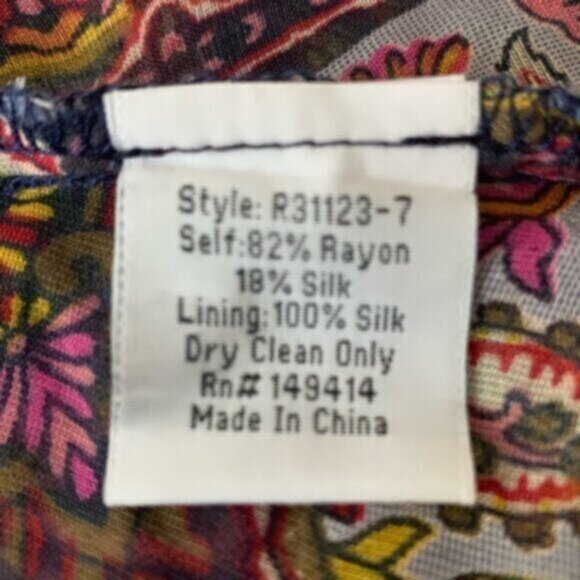 Style: R31123-7
Self:82% Rayon
18% Silk
Lining:100% Silk
Dry Clean Only
Rn# 149414
Made In China